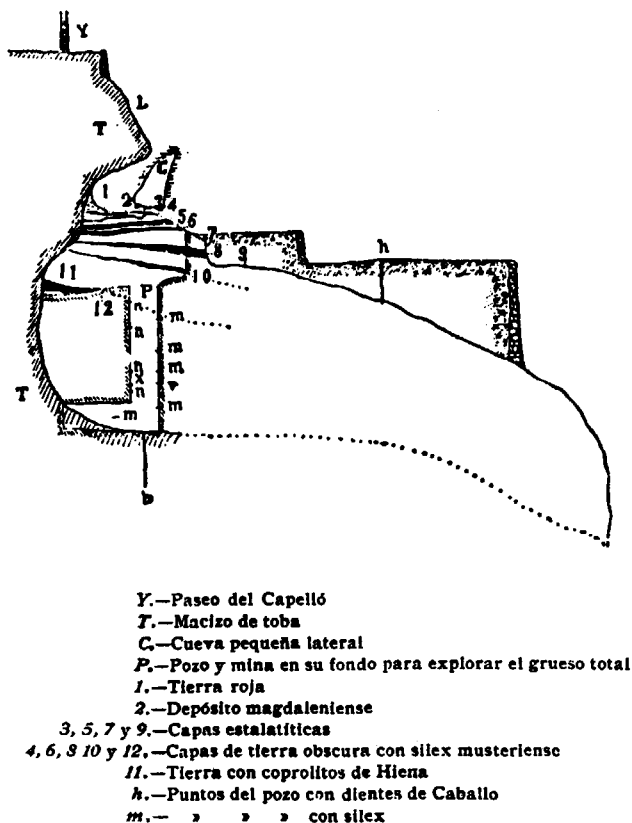 Y
L
T
C
1
2
3
4
5
6
7
8
9
h
10
11
12
P
n
m
n
m
n
m
x
v
n
m
- m
T
b
Y.—Paseo del Capelló
T.—Macizo de toba
C.—Cueva pequeña lateral
P.—Pozo y mina en su fondo para explorar el grueso total
1.—Tierra roja
2.—Depósito magdaleniense
3, 5, 7 y 9.—Capas estalatíticas
4, 6, 8 10 y 12.—Capas de tierra obscura con silex musteriense
11.—Tierra con coprolitos de Hiena
h.—Puntos del pozo con dientes de Caballo
m.— » » » con silex